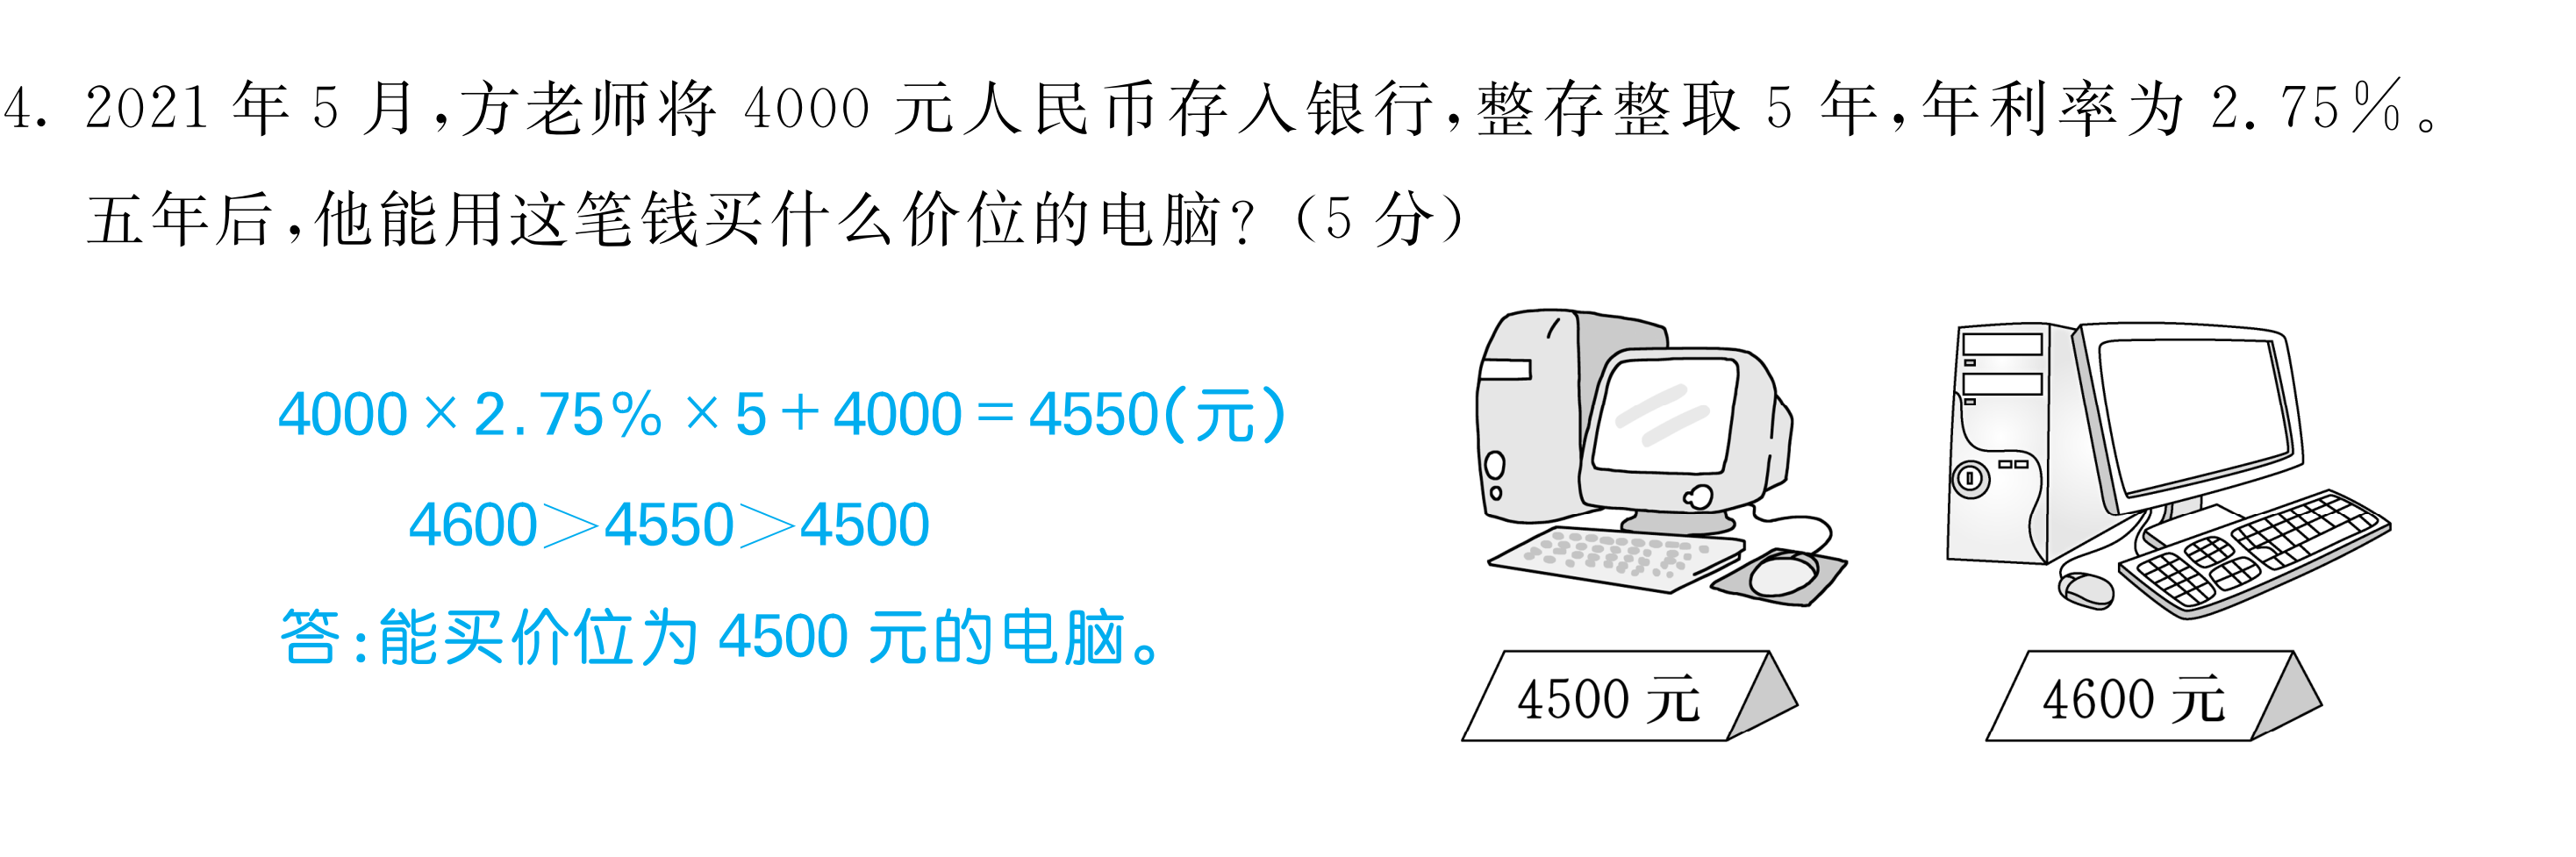 4. 2021 年 5 月,方老师将 4000 元人民币存入银行,整存整取 5 年,年利率为 2.75%。
五年后,他能用这笔钱买什么价位的电脑?(5 分)
4000×2.75%×5+4000=4550(元)
4600>4550>4500
答:能买价位为 4500 元的电脑。
4500 元
4600 元